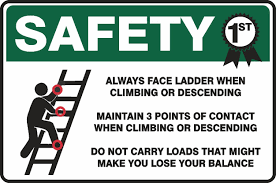 SAFETY 1ST
ALWAYS FACE LADDER WHEN
CLIMBING OR DESCENDING
MAINTAIN 3 POINTS OF CONTACT
WHEN CLIMBING OR DESCENDING
DO NOT CARRY LOADS THAT MIGHT
MAKE YOU LOSE YOUR BALANCE